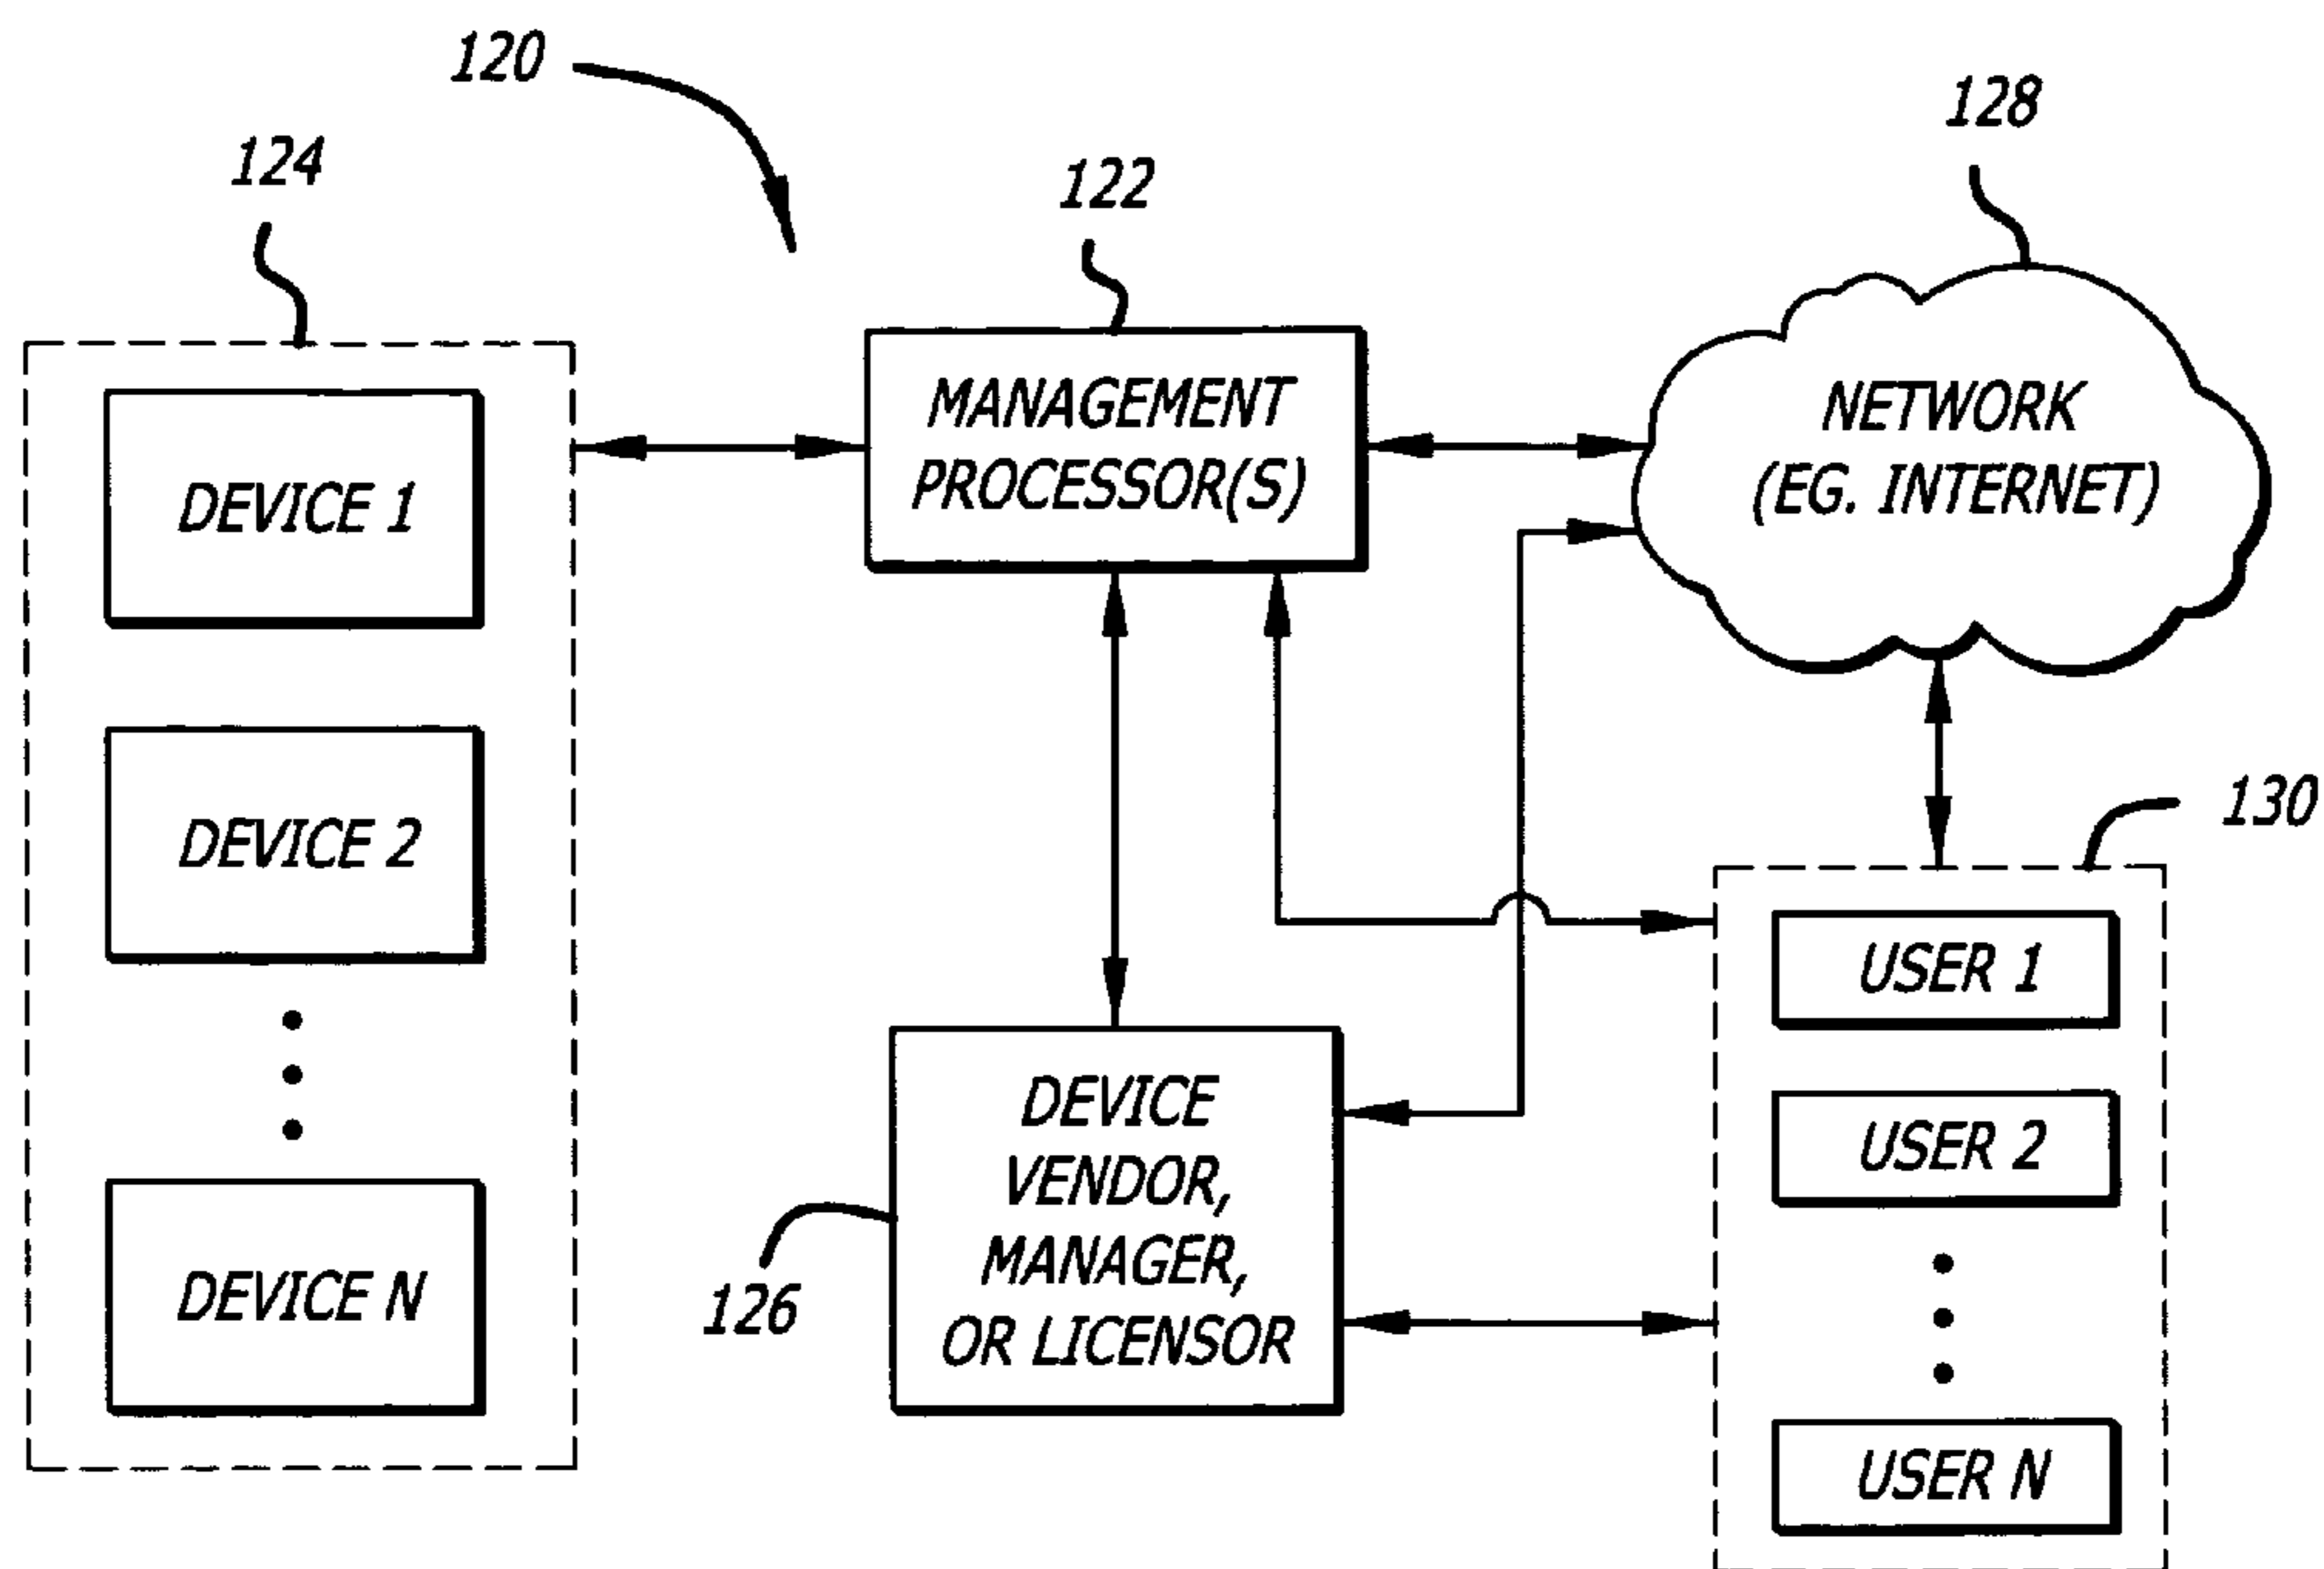 120
128
124
122
MANAGEMENT
PROCESSOR(S)
NETWORK
(EG. INTERNET)
DEVICE 1
DEVICE 2
DEVICE N
130
USER 1
USER 2
USER N
DEVICE
VENDOR,
MANAGER,
OR LICENSOR
126